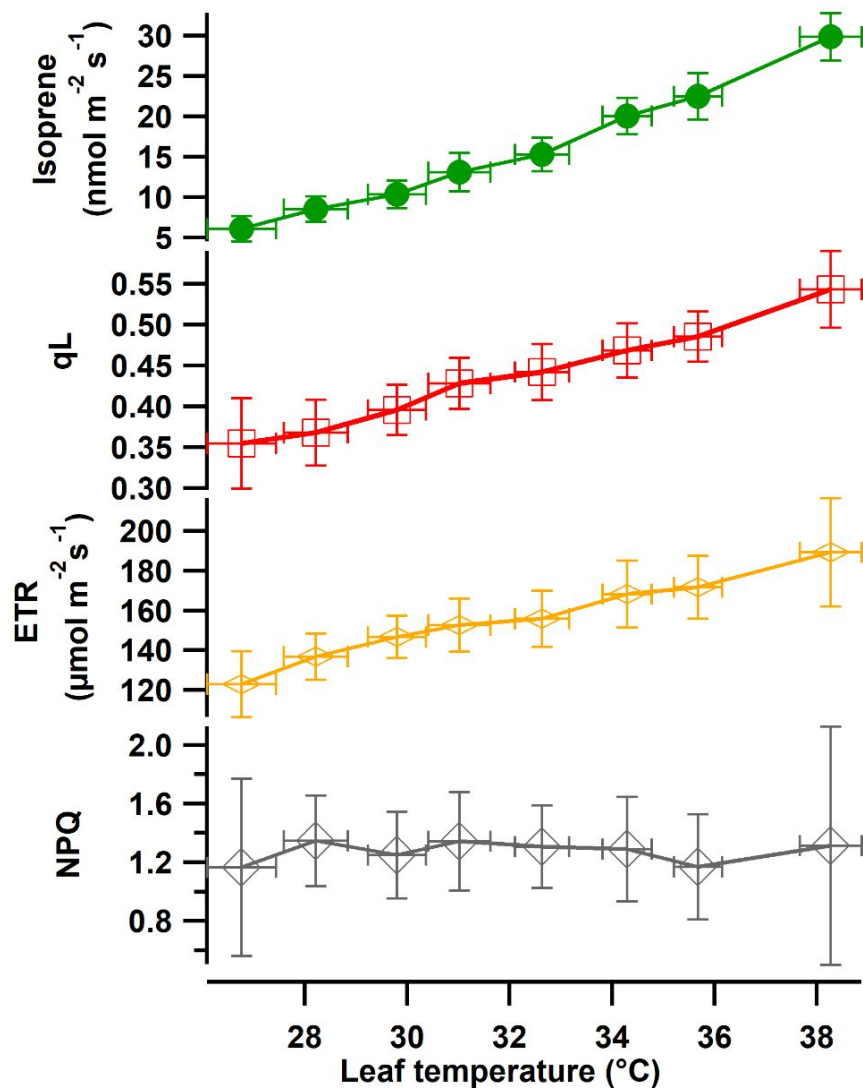 Isoprene
(nmol m⁻² s⁻¹)
30
25
20
15
10
5
qL
0.55
0.50
0.45
0.40
0.35
0.30
ETR
(μmol m⁻² s⁻¹)
200
180
160
140
120
NPQ
2.0
1.6
1.2
0.8
28 30 32 34 36 38
Leaf temperature (°C)